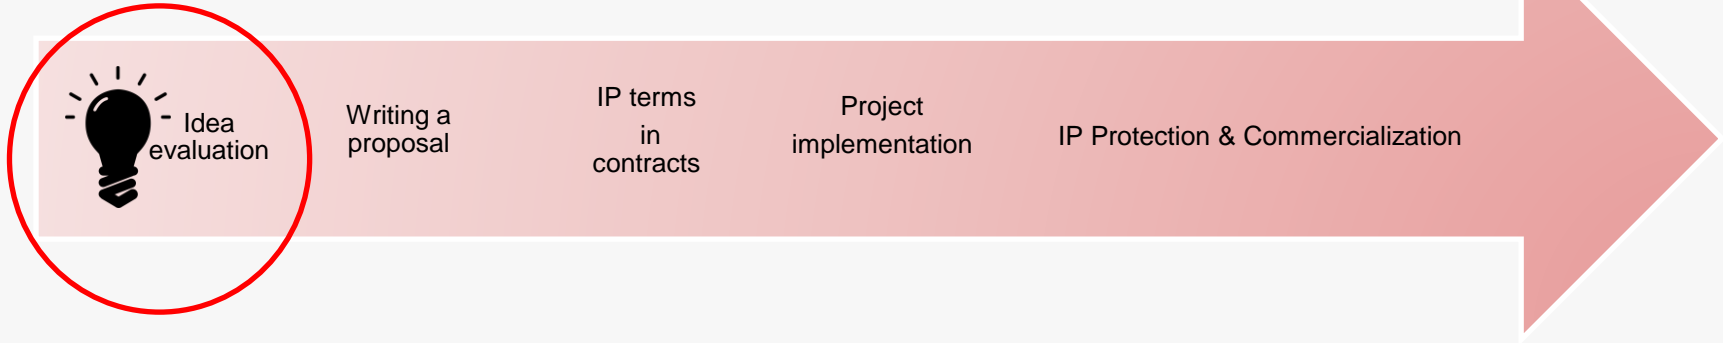 Idea
evaluation
Writing a
proposal
IP terms
in
contracts
Project
implementation
IP Protection & Commercialization